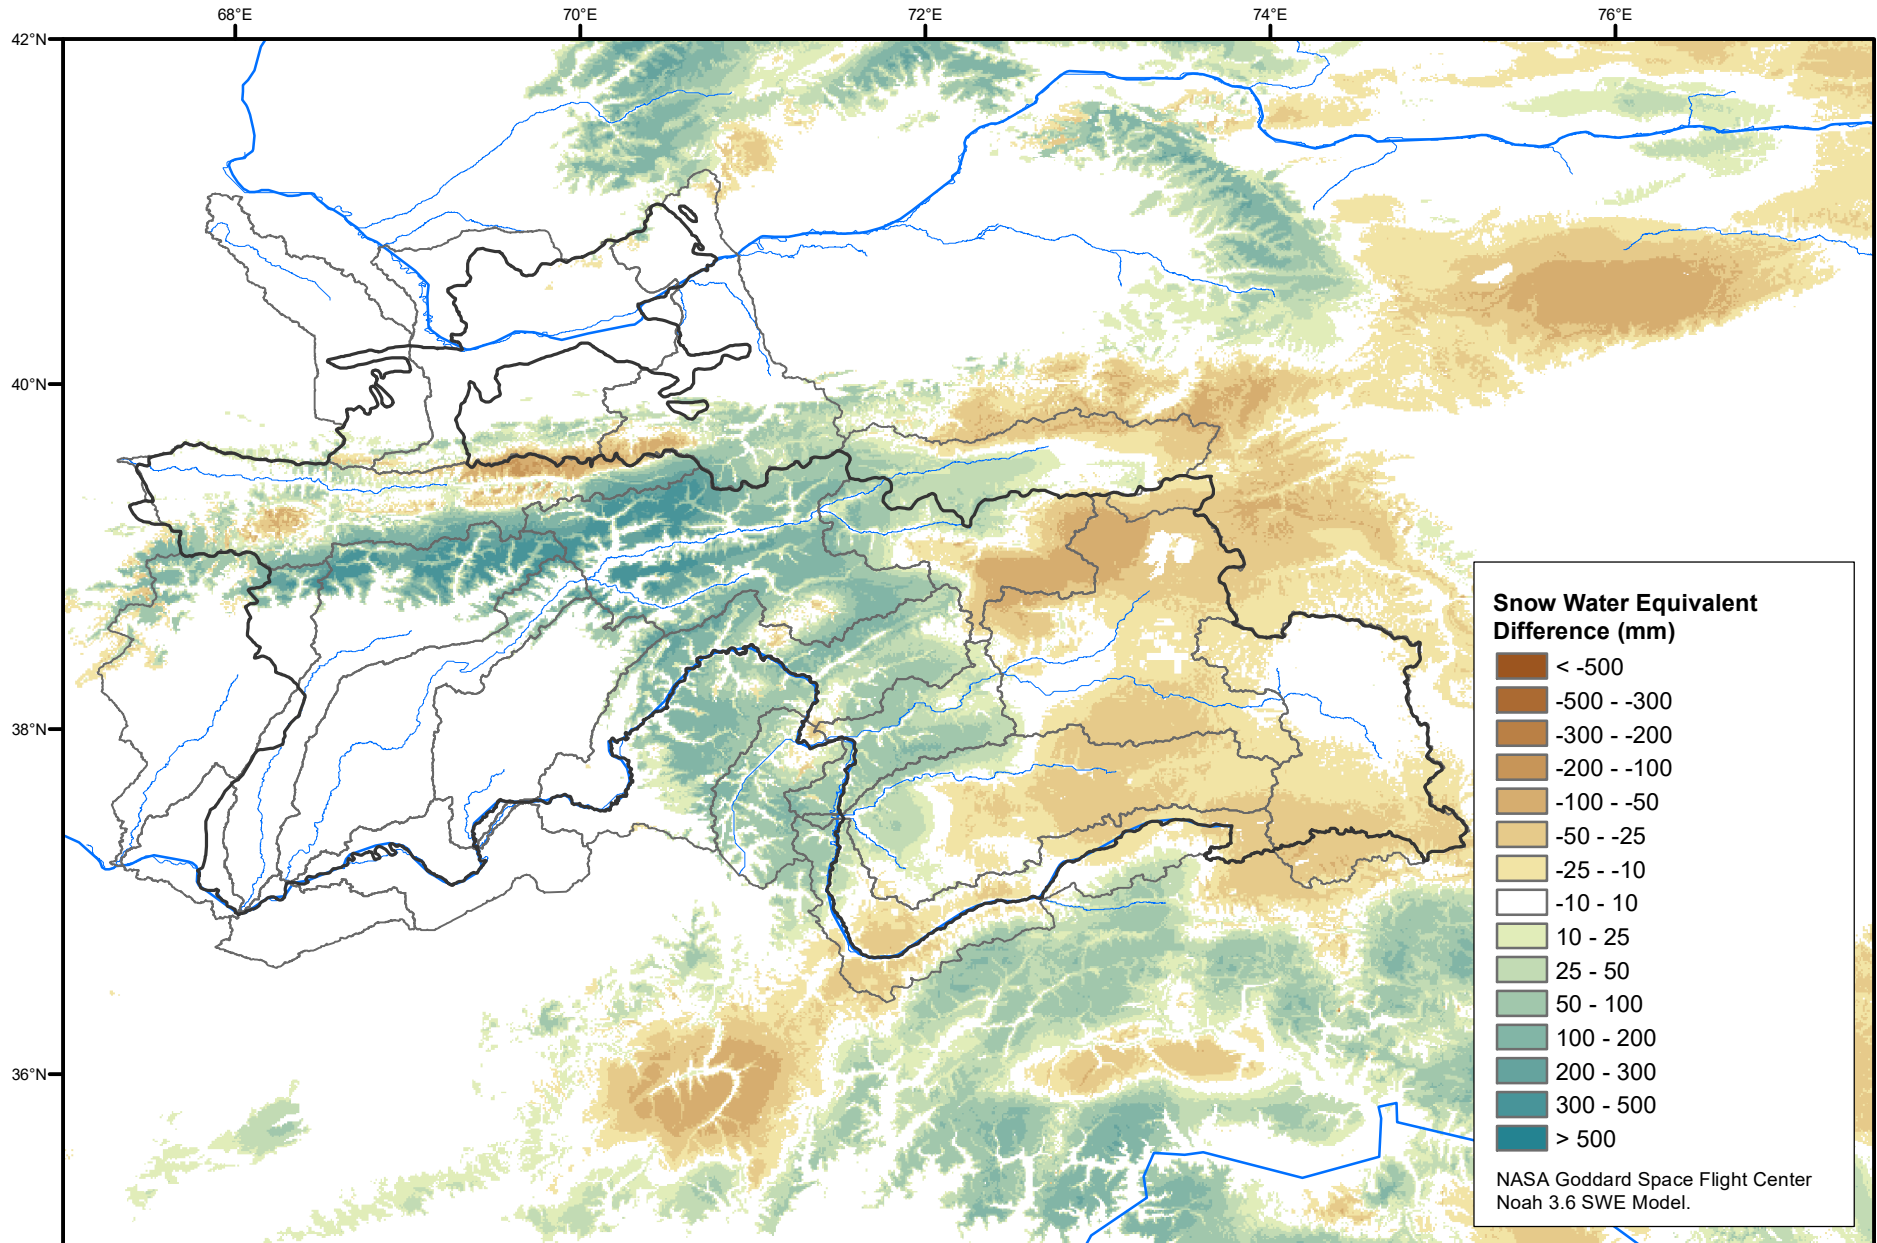 68°E
70°E
72°E
74°E
76°E
42°N
40°N
38°N
36°N
Snow Water Equivalent
Difference (mm)
< -500
-500 - -300
-300 - -200
-200 - -100
-100 - -50
-50 - -25
-25 - -10
-10 - 10
10 - 25
25 - 50
50 - 100
100 - 200
200 - 300
300 - 500
> 500
NASA Goddard Space Flight Center
Noah 3.6 SWE Model.